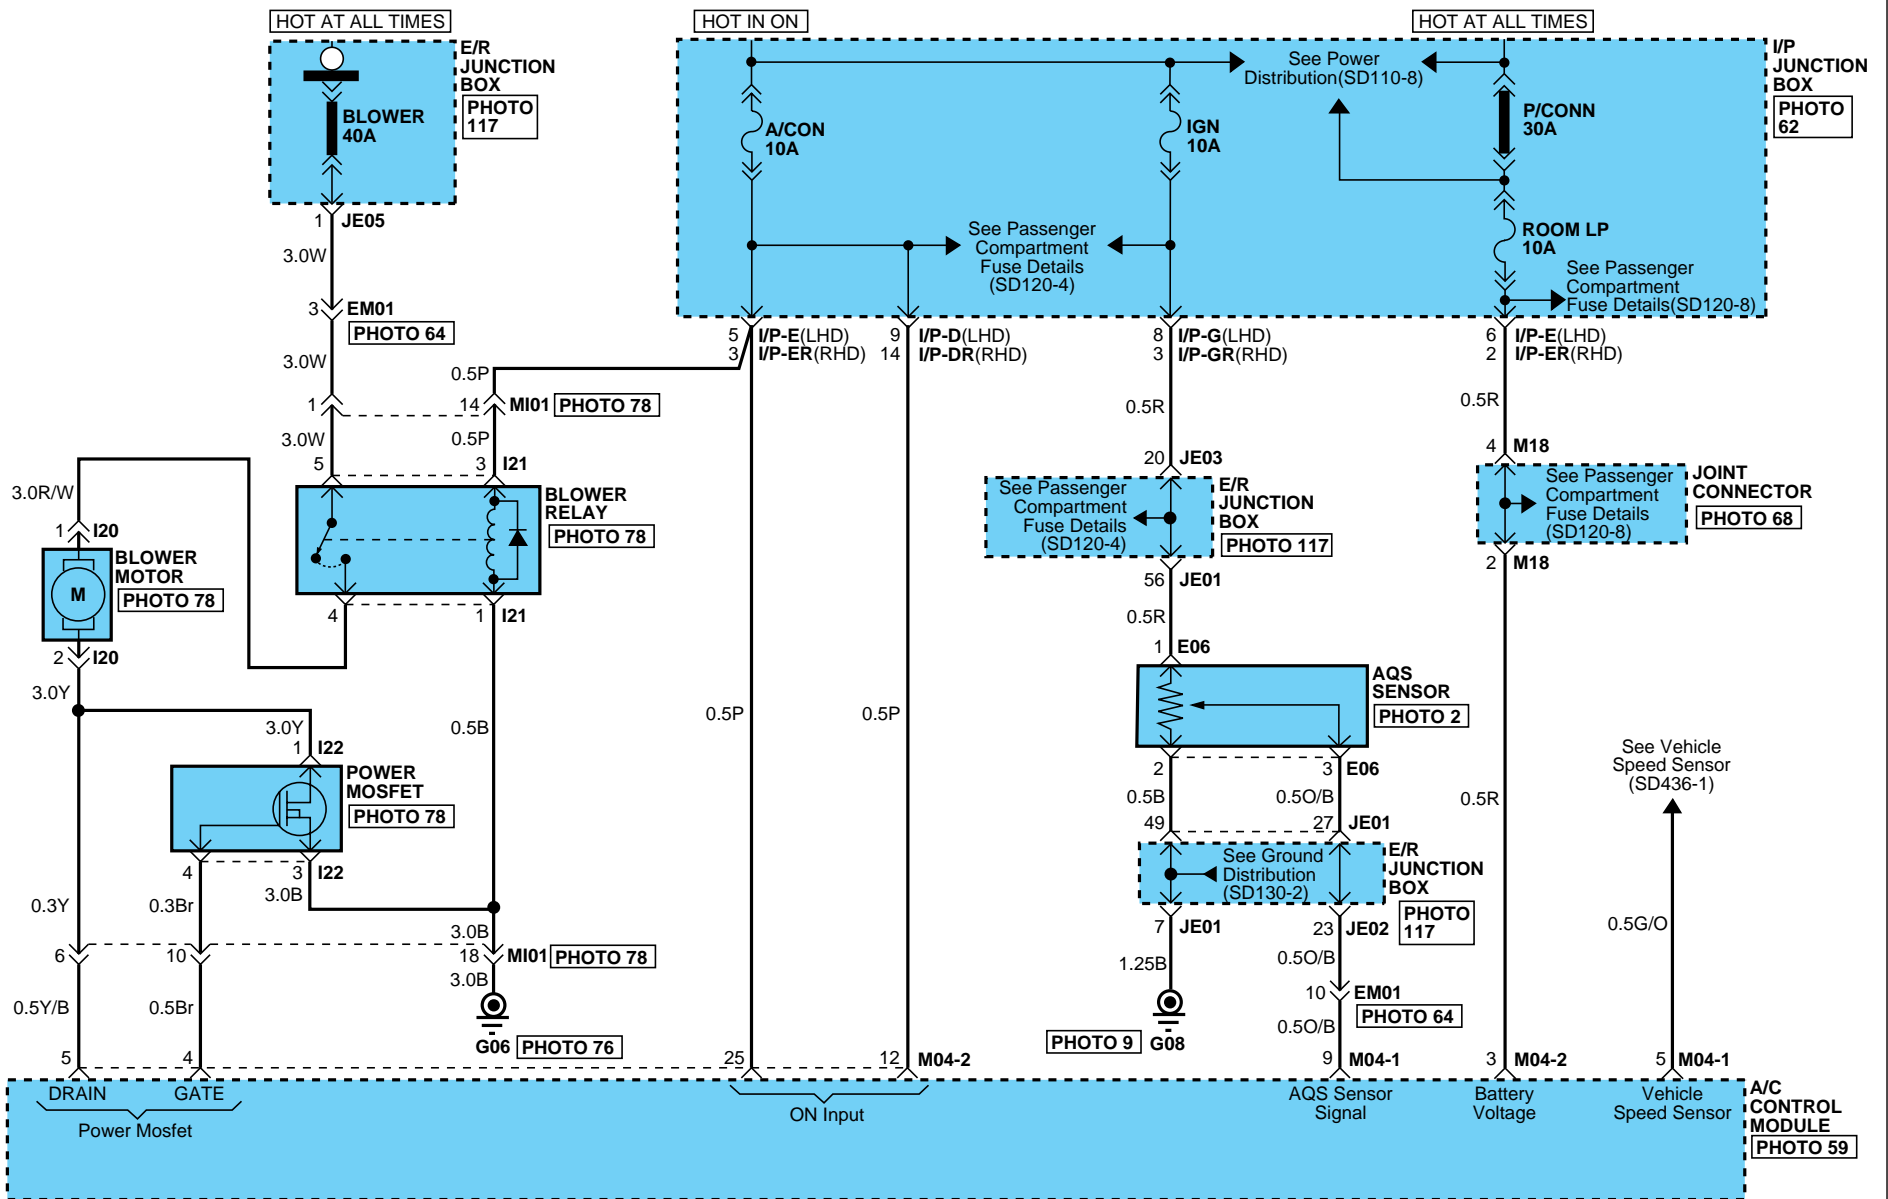 HOT AT ALL TIMES
HOT IN ON
HOT AT ALL TIMES
E/R
JUNCTION
BOX
PHOTO
117
BLOWER
40A
1 JE05
3.0W
3 EM01
PHOTO 64
3.0W
0.5P
1
14 MI01 PHOTO 78
3.0W
0.5P
5
3 I21
BLOWER
RELAY
PHOTO 78
4
1 I21
3.0R/W
1 I20
BLOWER
MOTOR
PHOTO 78
M
2 I20
3.0Y
3.0Y
1 I22
0.5B
POWER
MOSFET
PHOTO 78
4
3 I22
3.0B
0.3Y
0.3Br
3.0B
6
10
18 MI01 PHOTO 78
3.0B
0.5Y/B
0.5Br
G06 PHOTO 76
5
4
I/P
JUNCTION
BOX
PHOTO
62
See Power
Distribution(SD110-8)
A/CON
10A
IGN
10A
P/CONN
30A
ROOM LP
10A
See Passenger
Compartment
Fuse Details
(SD120-4)
See Passenger
Compartment
Fuse Details(SD120-8)
5 I/P-E(LHD)
3 I/P-ER(RHD)
9 I/P-D(LHD)
14 I/P-DR(RHD)
8 I/P-G(LHD)
3 I/P-GR(RHD)
6 I/P-E(LHD)
2 I/P-ER(RHD)
0.5R
0.5R
20 JE03
See Passenger
Compartment
Fuse Details
(SD120-4)
E/R
JUNCTION
BOX
PHOTO 117
56 JE01
0.5R
1 E06
AQS
SENSOR
PHOTO 2
2
3 E06
0.5B
0.5O/B
49
27 JE01
See Ground
Distribution
(SD130-2)
E/R
JUNCTION
BOX
PHOTO
117
7 JE01
23 JE02
1.25B
0.5O/B
10 EM01
PHOTO 64
PHOTO 9 G08
0.5O/B
4 M18
See Passenger
Compartment
Fuse Details
(SD120-8)
JOINT
CONNECTOR
PHOTO 68
2 M18
0.5P
0.5P
0.5R
See Vehicle
Speed Sensor
(SD436-1)
0.5G/O
25
12 M04-2
9 M04-1
3 M04-2
5 M04-1
DRAIN
GATE
Power Mosfet
ON Input
AQS Sensor
Signal
Battery
Voltage
Vehicle
Speed Sensor
A/C
CONTROL
MODULE
PHOTO 59